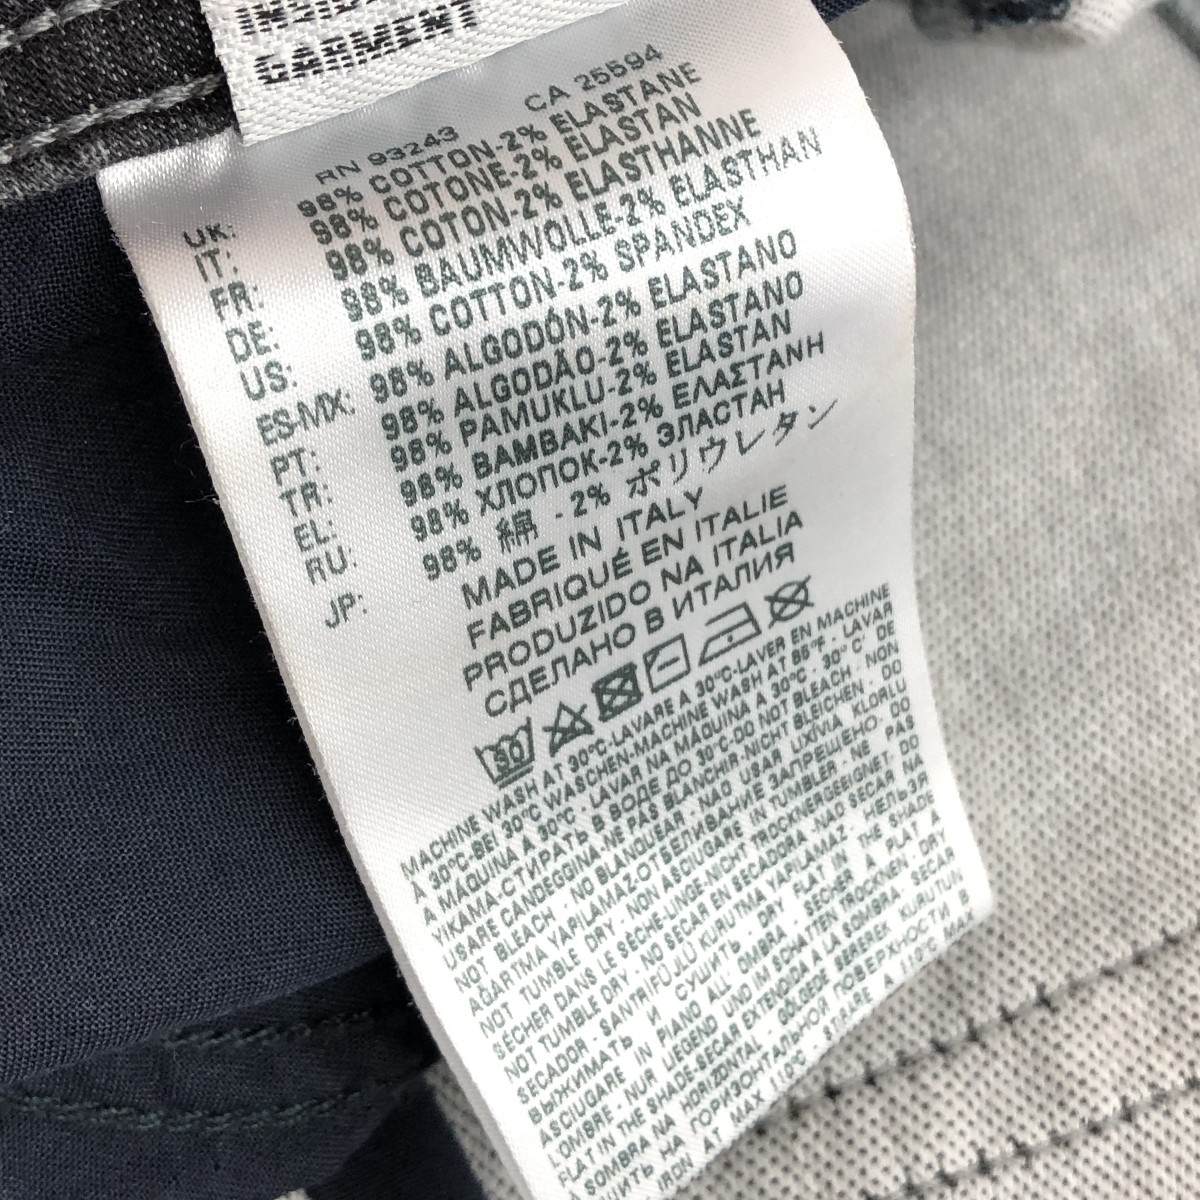 INSIDE
GARMENT
RN 93243 CA 25594
UK: 98% COTTON-2% ELASTANE
IT: 98% COTONE-2% ELASTAN
FR: 98% COTON-2% ELASTHANNE
DE: 98% BAUMWOLLE-2% ELASTHAN
US: 98% COTTON-2% SPANDEX
ES-MX: 98% ALGODÓN-2% ELASTANO
PT: 98% ALGODÃO-2% ELASTANO
TR: 98% PAMUKLU-2% ELASTAN
EL: 98% BAMBAKI-2% ΕΛΑΣΤΑΝΗ
RU: 98% ХЛОПОК-2% ЭЛАСТАН
JP: 98% 綿 - 2% ポリウレタン
MADE IN ITALY
FABRIQUÉ EN ITALIE
PRODUZIDO NA ITALIA
СДЕЛАНО В ИТАЛИЯ
30
MACHINE WASH AT 30°C-LAVARE A 30°C-LAVER EN MACHINE
A 30°C-BEI 30°C WASCHEN-MACHINE WASH AT 86°F - LAVAR
A MÁQUINA A 30°C- LAVAR NA MÁQUINA A 30°C - 30°C' DE
YIKAMA-СТИРАТЬ В ВОДЕ ДО 30°C-DO NOT BLEACH - NON
USARE CANDEGGINA-NE PAS BLANCHIR-NICHT BLEICHEN - DO
NOT BLEACH - NO BLANQUEAR - NAO USAR LIXÍVIA KLORLU
AĞARTMA YAPILAMAZ-ОТБЕЛИВАНИЕ ЗАПРЕЩЕНО- DO
NOT TUMBLE DRY - NON ASCIUGARE IN TUMBLER - NE PAS
SÉCHER DANS LE SÈCHE-LINGE-NICHT TROCKNERGEEIGNET. DO
NOT TUMBLE DRY - NO SECAR EN SECADORA -NAO SECAR NA
SECADOR - SANTRIFÜJLÜ KURUTMA YAPILAMAZ - НЕЛЬЗЯ
ВЫЖИМАТЬ И СУШИТЬ - DRY FLAT IN THE SHADE
ASCIUGARE IN PIANO ALL' OMBRA - SÉCHER À PLAT À
L'OMBRE - NUR LIEGEND UND IM SCHATTEN TROCKNEN - DRY
FLAT IN THE SHADE-SECAR EXTENDIDA À LA SOMBRA - SECAR
À SOMBRA NA HORIZONTAL - GÖLGEDE SEREREK KURUTUN
В ПОВЕРХНОСТИ
IRON AT MAX 110°C - STIRARE A 110°C MAX